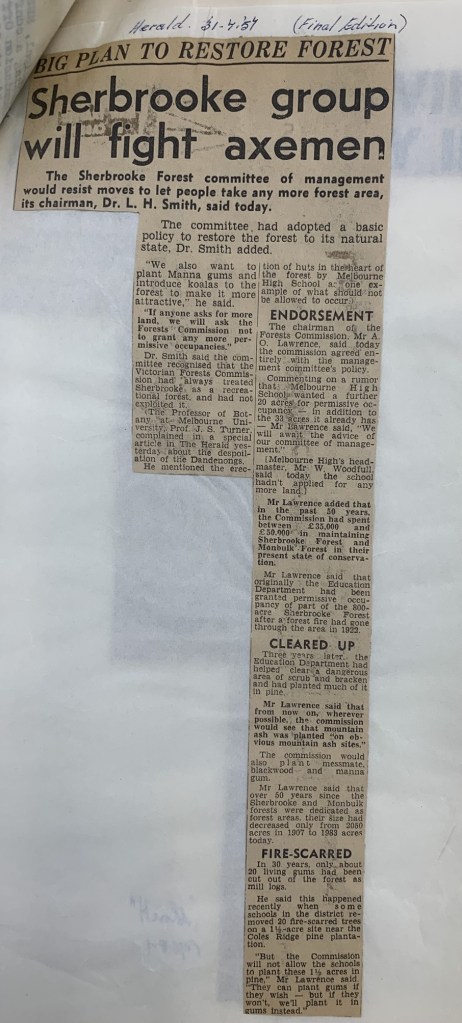 Herald. 31-7-57 (Final Edition)
BIG PLAN TO RESTORE FOREST
Sherbrooke group
will fight axemen
The Sherbrooke Forest committee of management
would resist moves to let people take any more forest area,
its chairman, Dr. L. H. Smith, said today.
The committee had adopted a basic
policy to restore the forest to its natural
state, Dr. Smith added.
"We also want to
plant Manna gums and
introduce koalas to the
forest to make it more
attractive," he said.
"If anyone asks for more
land, we will ask the
Forests Commission not
to grant any more per-
missive occupancies."
Dr. Smith said the com-
mittee recognised that the
Victorian Forests Commis-
sion had always treated
Sherbrooke as a recrea-
tional forest, and had not
exploited it.
(The Professor of Bot-
any at Melbourne Uni-
versity, Prof. J. S. Turner,
complained in a special
article in The Herald yes-
terday about the despoil-
ation of the Dandenongs.
He mentioned the erec-
tion of huts in the heart of
the forest by Melbourne
High School as one ex-
ample of what should not
be allowed to occur.)
ENDORSEMENT
The chairman of the
Forests Commission, Mr A.
O. Lawrence, said today
the commission agreed en-
tirely with the manage-
ment committee's policy.
Commenting on a rumor
that Melbourne High
School wanted a further
20 acres for permissive oc-
cupancy — in addition to
the 33 acres it already has
— Mr Lawrence said, "We
will await the advice of
our committee of manage-
ment."
(Melbourne High's head-
master, Mr. W. Woodfull,
said today the school
hadn't applied for any
more land.)
Mr Lawrence added that
in the past 50 years,
the Commission had spent
between £35,000 and
£50,000 in maintaining
Sherbrooke Forest and
Monbulk Forest in their
present state of conserva-
tion.
Mr Lawrence said that
originally the Education
Department had been
granted permissive occu-
pancy of part of the 800-
acre Sherbrooke Forest
after a forest fire had gone
through the area in 1922.
CLEARED UP
Three years later, the
Education Department had
helped clear a dangerous
area of scrub and bracken
and had planted much of it
in pine.
Mr Lawrence said that
from now on, wherever
possible, the commission
would see that mountain
ash was planted "on ob-
vious mountain ash sites."
The commission would
also plant messmate,
blackwood and manna
gum.
Mr Lawrence said that
over 50 years since the
Sherbrooke and Monbulk
forests were dedicated as
forest areas, their size had
decreased only from 2050
acres in 1907 to 1983 acres
today.
FIRE-SCARRED
In 30 years, only about
20 living gums had been
cut out of the forest as
mill logs.
He said this happened
recently when some
schools in the district re-
moved 20 fire-scarred trees
on a 1½-acre site near the
Coles Ridge pine planta-
tion.
"But the Commission
will not allow the schools
to plant these 1½ acres in
pine," Mr Lawrence said.
"They can plant gums if
they wish — but if they
won't, we'll plant it in
gums instead."